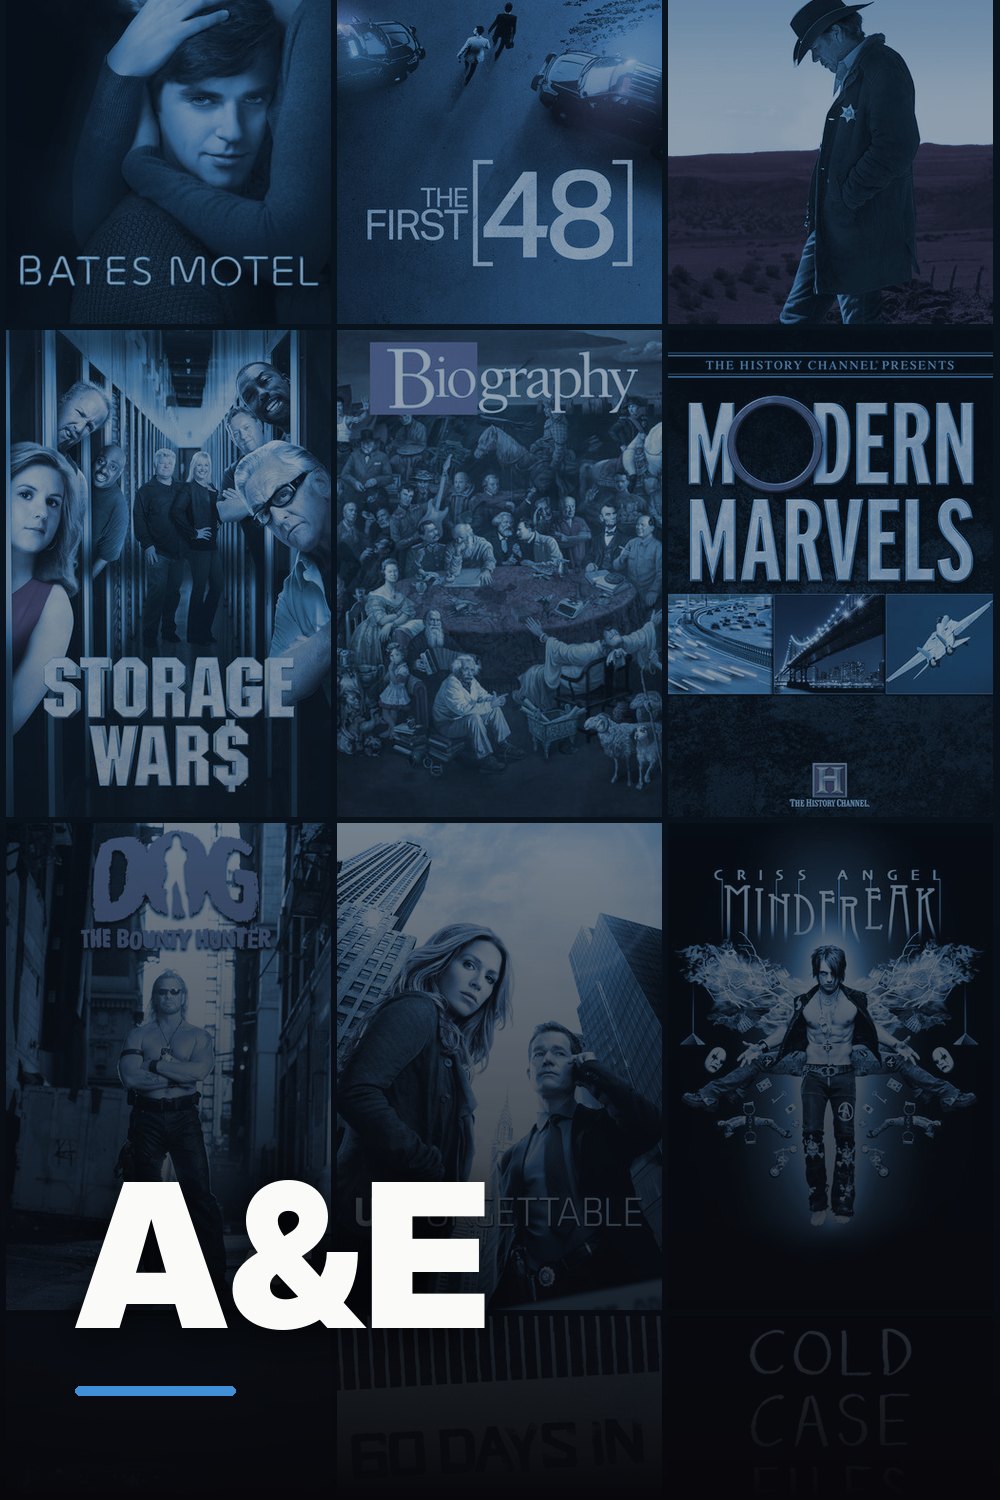 BATES MOTEL
THE
FIRST [48]
STORAGE
WAR$
Biography
THE HISTORY CHANNEL PRESENTS
MODERN
MARVELS
H
THE HISTORY CHANNEL.
DOG
THE BOUNTY HUNTER
CRISS ANGEL
MINDFREAK
A&E
60 DAYS IN
COLD
CASE
FILES